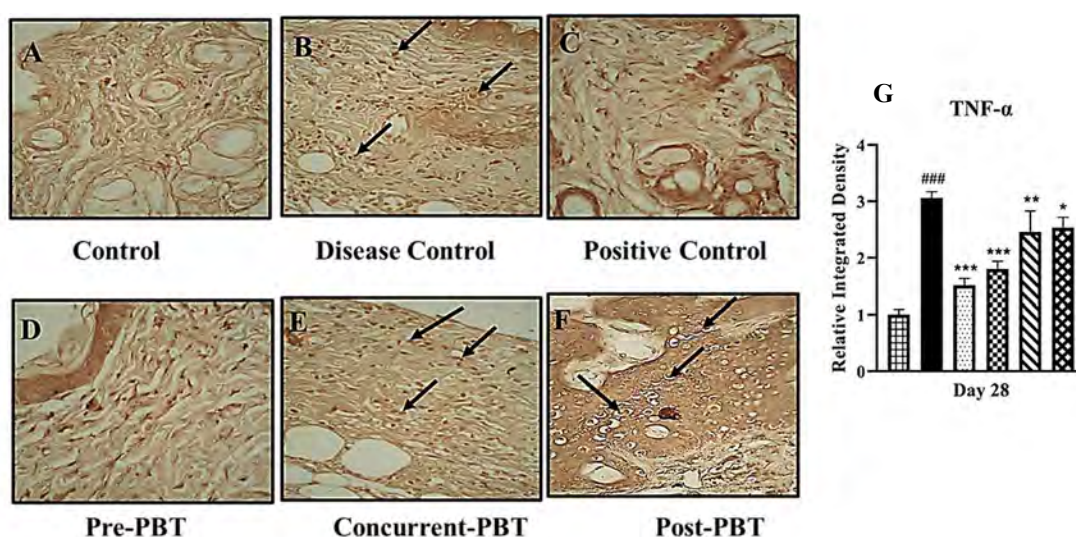 A
B
C
Control
Disease Control
Positive Control
D
E
F
Pre-PBT
Concurrent-PBT
Post-PBT
G
TNF-α
Relative Integrated Density
4
3
2
1
0
###
***
***
**
*
Day 28